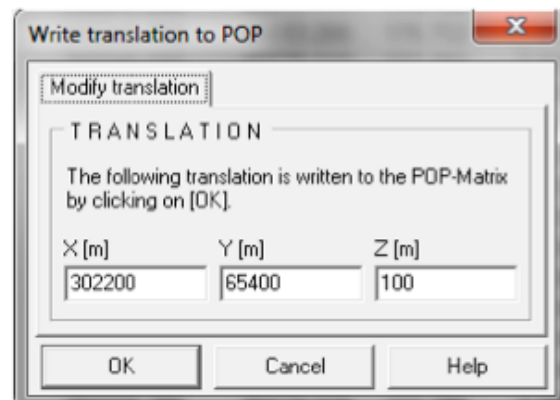 Write translation to POP
Modify translation
TRANSLATION
The following translation is written to the POP-Matrix
by clicking on [OK].
X [m] Y [m] Z [m]
302200 65400 100
OK Cancel Help